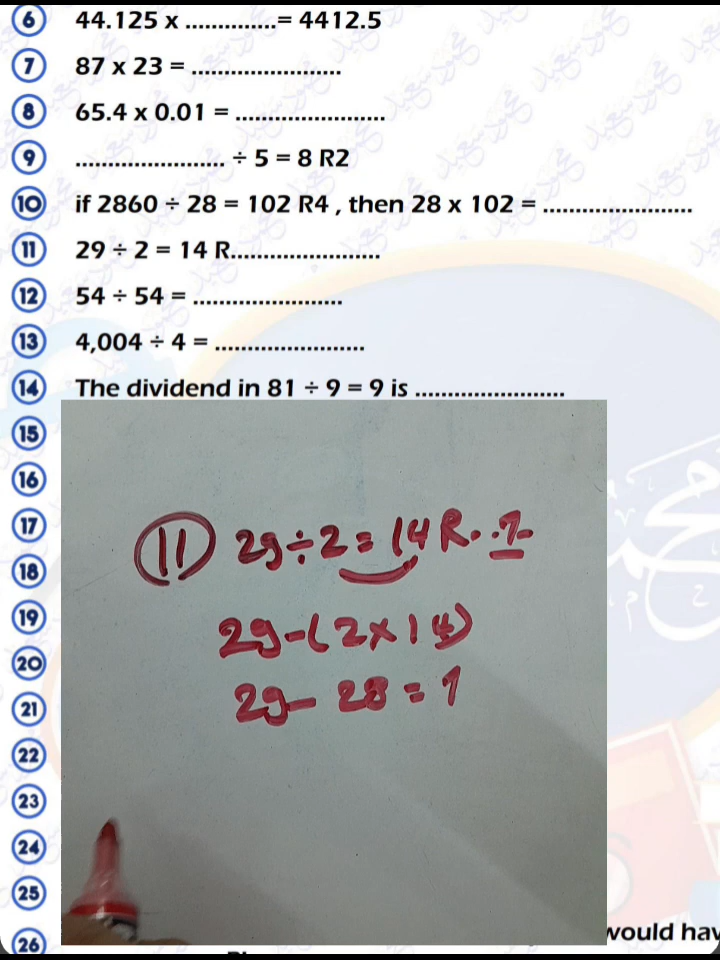 6 44.125 x ..............= 4412.5
7 87 x 23 = .......................
8 65.4 x 0.01 = .......................
9 ....................... ÷ 5 = 8 R2
10 if 2860 ÷ 28 = 102 R4 , then 28 x 102 = .......................
11 29 ÷ 2 = 14 R.......................
12 54 ÷ 54 = .......................
13 4,004 ÷ 4 = .......................
14 The dividend in 81 ÷ 9 = 9 is .......................
15
16
17
18
19
20
21
22
23
24
25
26
11 29÷2=14R..1.
29-(2×14)
29-28=1
would hav